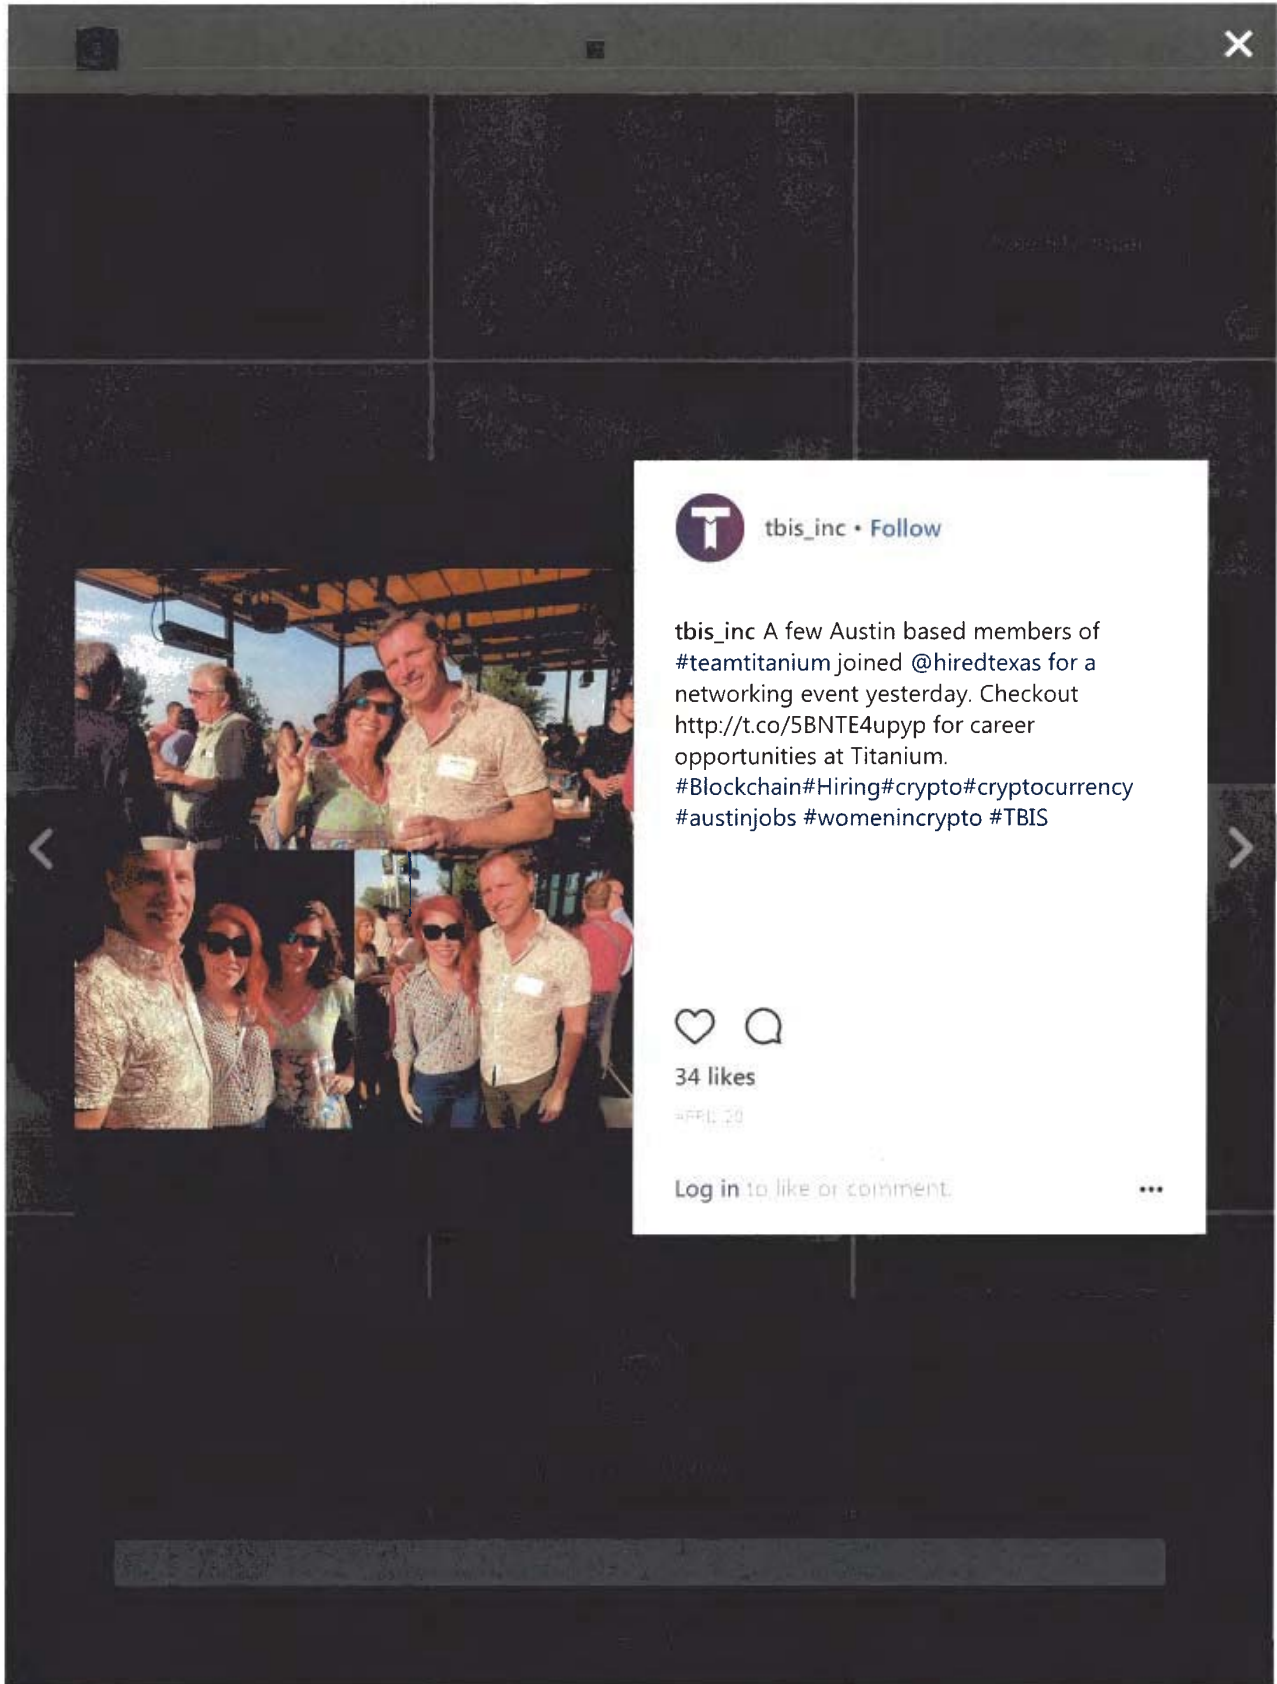 tbis_inc • Follow
tbis_inc A few Austin based members of
#teamtitanium joined @hiredtexas for a
networking event yesterday. Checkout
http://t.co/5BNTE4upyp for career
opportunities at Titanium.
#Blockchain#Hiring#crypto#cryptocurrency
#austinjobs #womenincrypto #TBIS
34 likes
APRIL 20
Log in to like or comment.